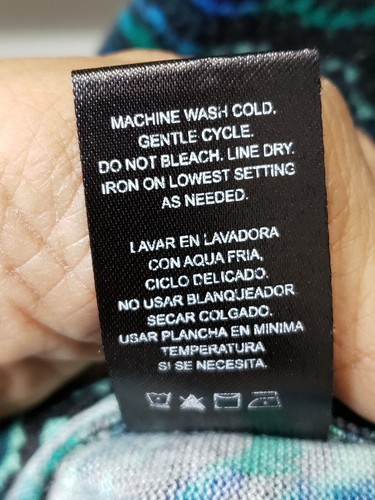 MACHINE WASH COLD,
GENTLE CYCLE.
DO NOT BLEACH. LINE DRY.
IRON ON LOWEST SETTING
AS NEEDED.
LAVAR EN LAVADORA
CON AQUA FRIA,
CICLO DELICADO.
NO USAR BLANQUEADOR
SECAR COLGADO.
USAR PLANCHA EN MINIMA
TEMPERATURA
SI SE NECESITA.